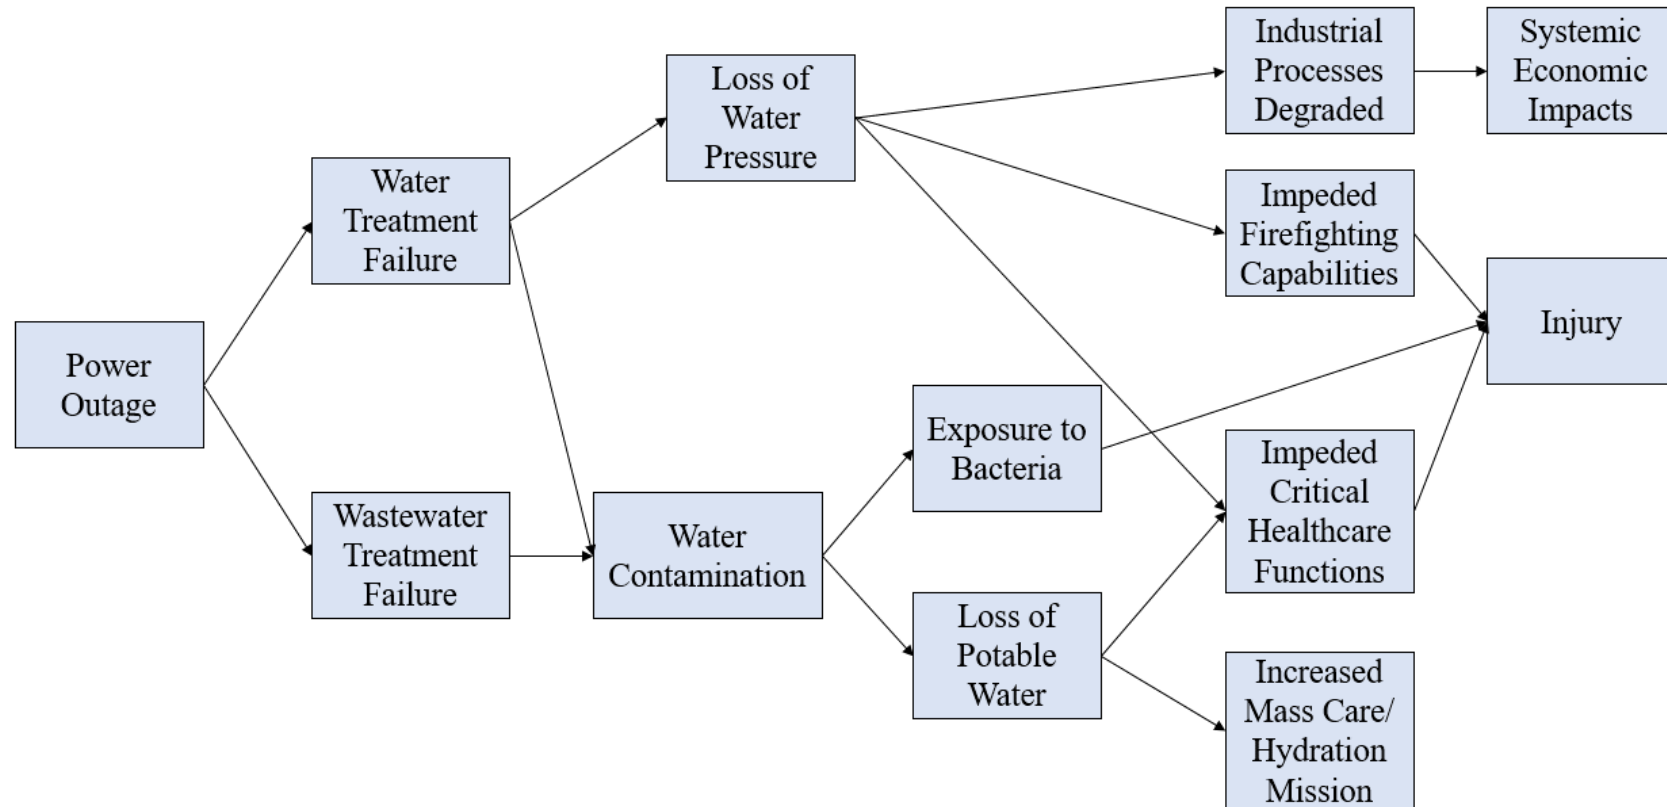 Power
Outage
Water
Treatment
Failure
Wastewater
Treatment
Failure
Loss of
Water
Pressure
Water
Contamination
Exposure to
Bacteria
Loss of
Potable
Water
Industrial
Processes
Degraded
Impeded
Firefighting
Capabilities
Impeded
Critical
Healthcare
Functions
Increased
Mass Care/
Hydration
Mission
Systemic
Economic
Impacts
Injury